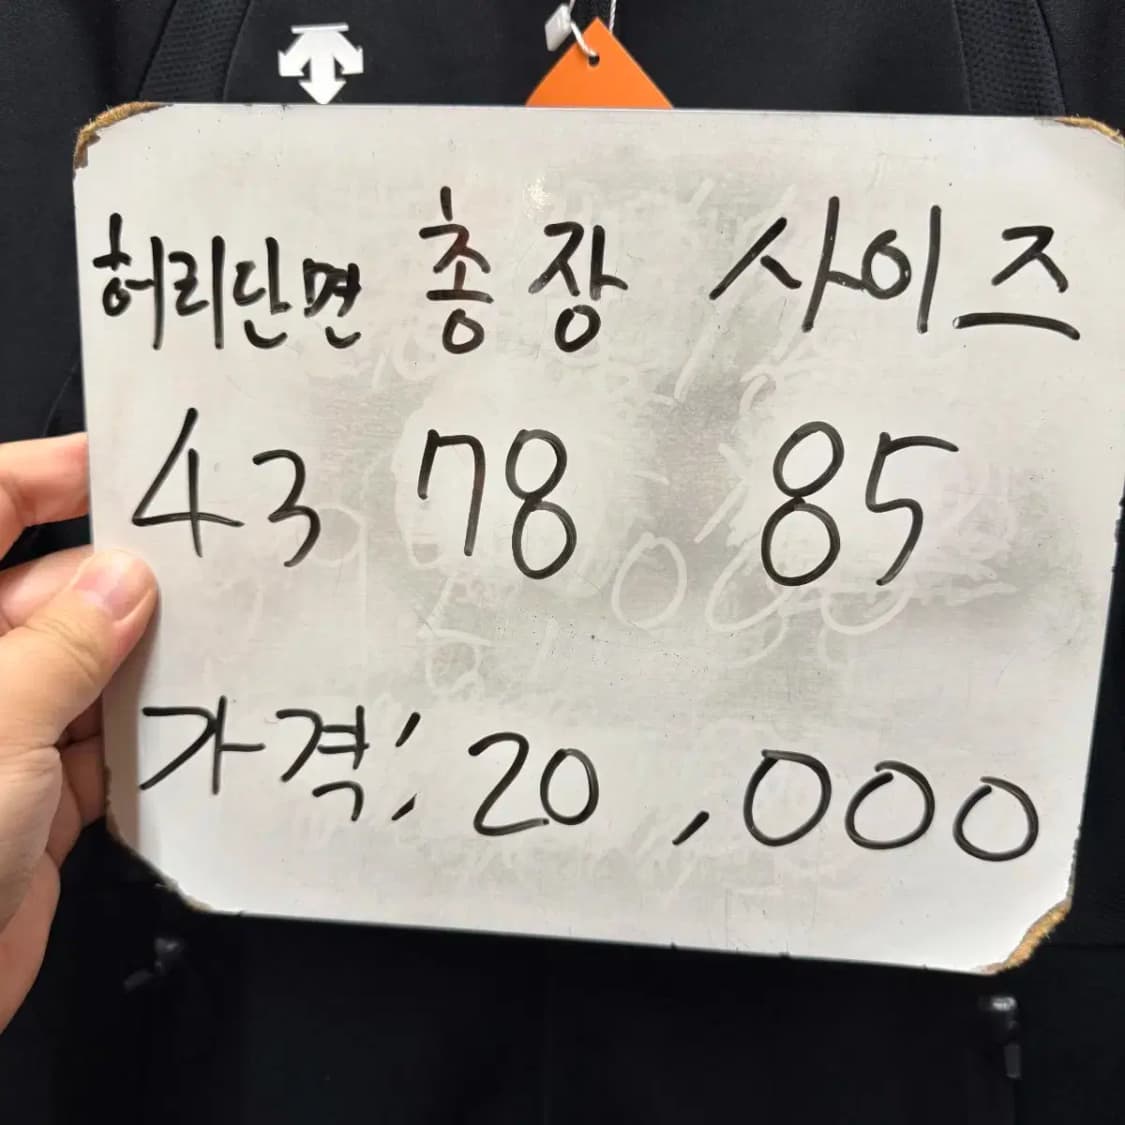 허리단면 총장 사이즈
43 78 85
가격: 20,000